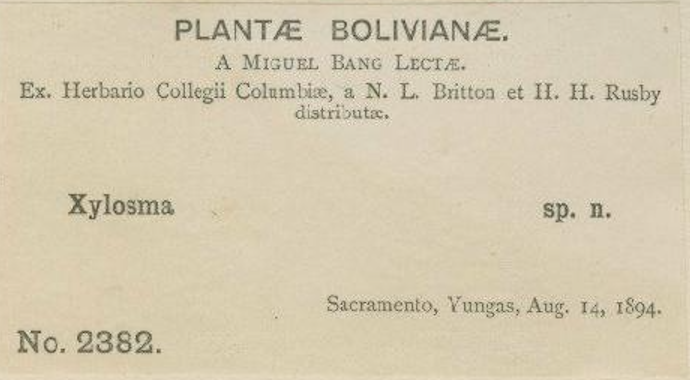 PLANTÆ BOLIVIANÆ.
A MIGUEL BANG LECTÆ.
Ex. Herbario Collegii Columbiæ, a N. L. Britton et H. H. Rusby
distributæ.
Xylosma sp. n.
Sacramento, Yungas, Aug. 14, 1894.
No. 2382.